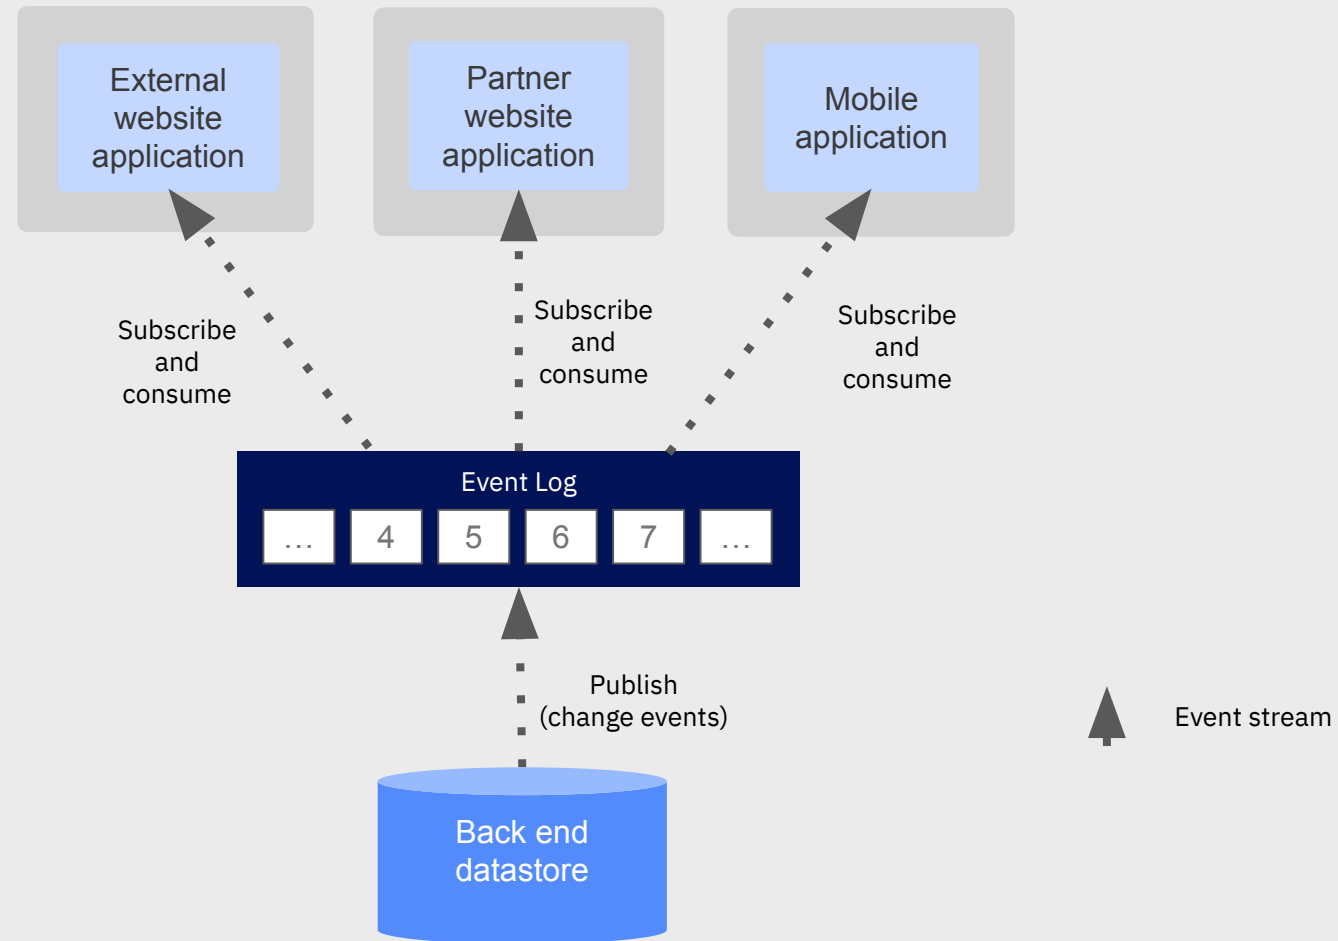 External
website
application
Partner
website
application
Mobile
application
Subscribe
and
consume
Subscribe
and
consume
Subscribe
and
consume
Event Log
... 4 5 6 7 ...
Publish
(change events)
Event stream
Back end
datastore